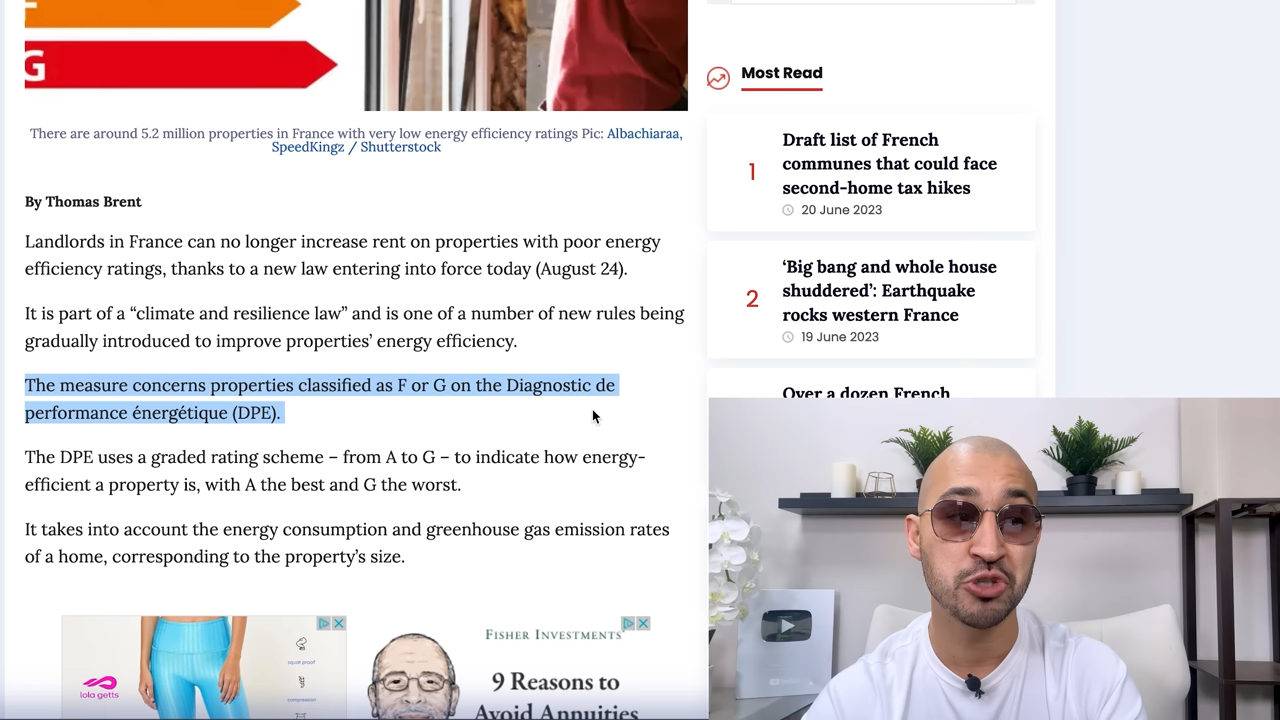 F
G
There are around 5.2 million properties in France with very low energy efficiency ratings Pic: Albachiaraa,
SpeedKingz / Shutterstock
By Thomas Brent
Landlords in France can no longer increase rent on properties with poor energy
efficiency ratings, thanks to a new law entering into force today (August 24).
It is part of a “climate and resilience law” and is one of a number of new rules being
gradually introduced to improve properties’ energy efficiency.
The measure concerns properties classified as F or G on the Diagnostic de
performance énergétique (DPE).
The DPE uses a graded rating scheme – from A to G – to indicate how energy-
efficient a property is, with A the best and G the worst.
It takes into account the energy consumption and greenhouse gas emission rates
of a home, corresponding to the property’s size.
lola getts
squat proof
compression
FISHER INVESTMENTS
9 Reasons to
Avoid Annuities
Most Read
1
Draft list of French
communes that could face
second-home tax hikes
20 June 2023
2
‘Big bang and whole house
shuddered’: Earthquake
rocks western France
19 June 2023
Over a dozen French